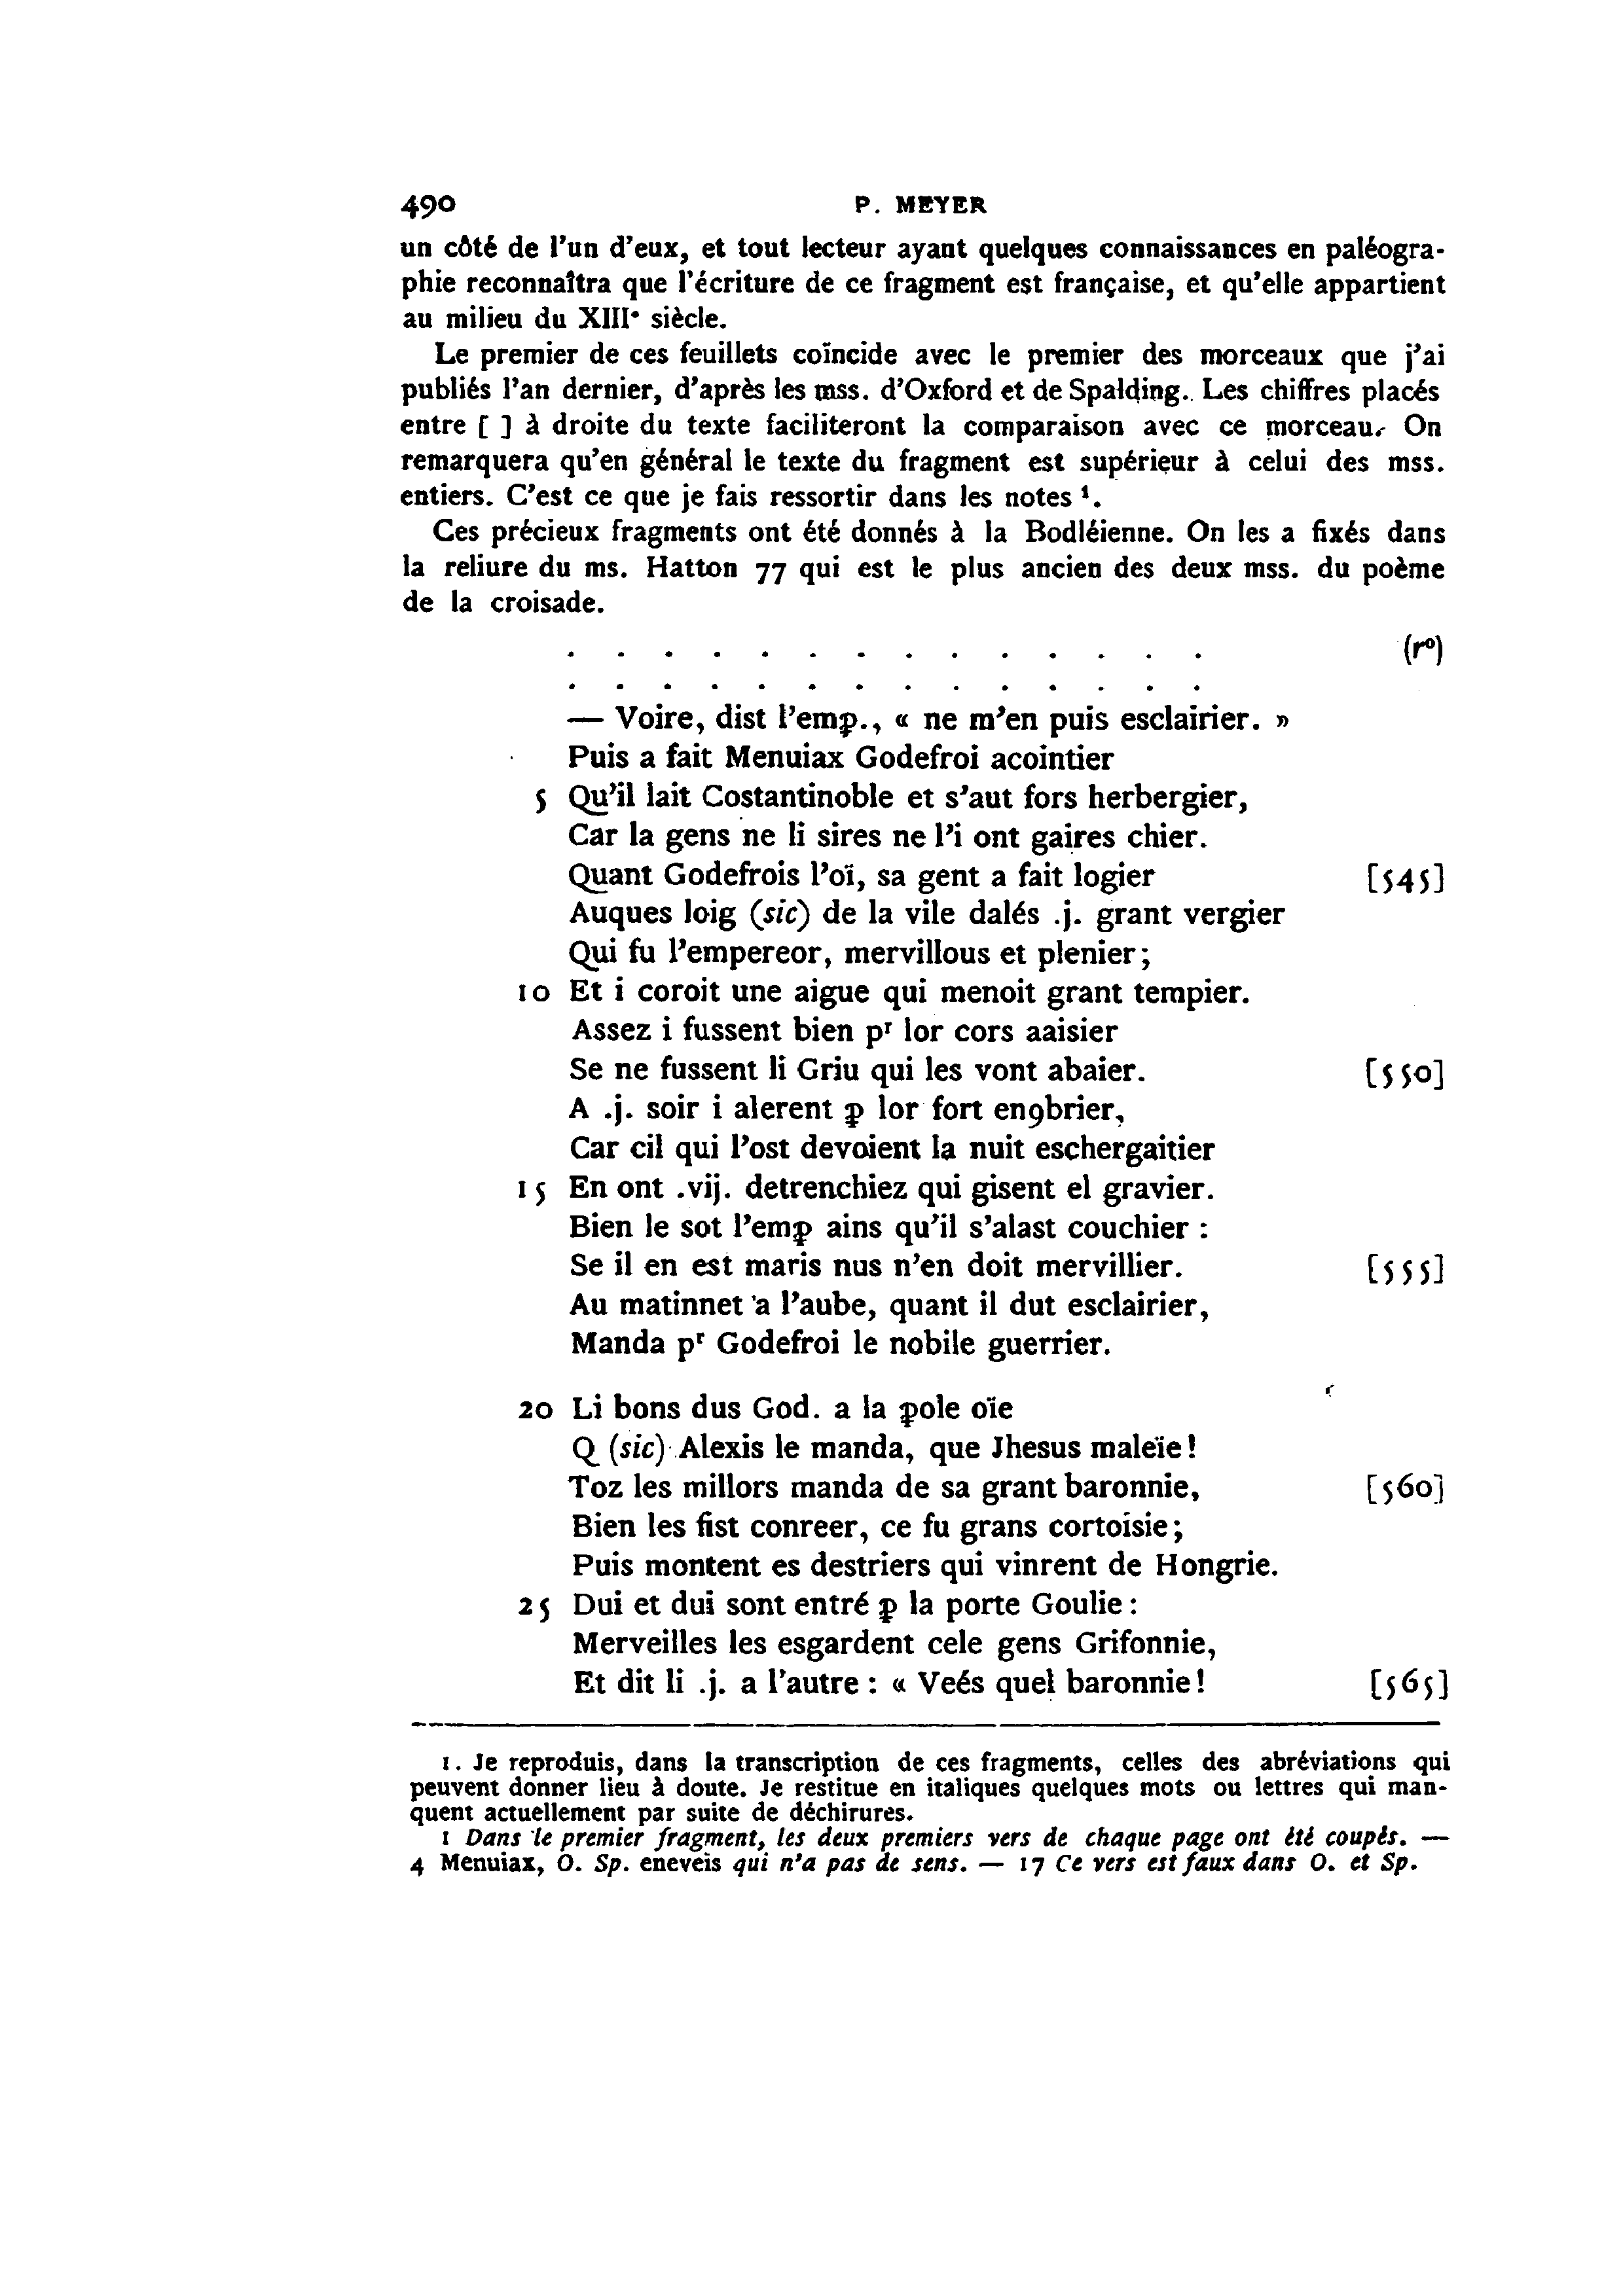 490 P. MEYER
un côté de l'un d'eux, et tout lecteur ayant quelques connaissances en paléogra-
phie reconnaîtra que l'écriture de ce fragment est française, et qu'elle appartient
au milieu du XIIIe siècle.
Le premier de ces feuillets coïncide avec le premier des morceaux que j'ai
publiés l'an dernier, d'après les mss. d'Oxford et de Spalding. Les chiffres placés
entre [ ] à droite du texte faciliteront la comparaison avec ce morceau. On
remarquera qu'en général le texte du fragment est supérieur à celui des mss.
entiers. C'est ce que je fais ressortir dans les notes ¹.
Ces précieux fragments ont été donnés à la Bodléienne. On les a fixés dans
la reliure du ms. Hatton 77 qui est le plus ancien des deux mss. du poème
de la croisade.
. . . . . . . . . . . . . . (rº)
. . . . . . . . . . . . . .
— Voire, dist l'emꝑ., « ne m'en puis esclairier. »
Puis a fait Menuiax Godefroi acointier
5 Qu'il lait Costantinoble et s'aut fors herbergier,
Car la gens ne li sires ne l'i ont gaires chier.
Quant Godefrois l'oï, sa gent a fait logier [545]
Auques loig (sic) de la vile dalés .j. grant vergier
Qui fu l'empereor, mervillous et plenier;
10 Et i coroit une aigue qui menoit grant tempier.
Assez i fussent bien pʳ lor cors aaisier
Se ne fussent li Griu qui les vont abaier. [550]
A .j. soir i alerent ꝑ lor fort en9brier,
Car cil qui l'ost devoient la nuit eschergaitier
15 En ont .vij. detrenchiez qui gisent el gravier.
Bien le sot l'emꝑ ains qu'il s'alast couchier :
Se il en est maris nus n'en doit mervillier. [555]
Au matinnet a l'aube, quant il dut esclairier,
Manda pʳ Godefroi le nobile guerrier.
20 Li bons dus God. a la ꝑole oïe
Q (sic) Alexis le manda, que Jhesus maleïe!
Toz les millors manda de sa grant baronnie, [560]
Bien les fist conreer, ce fu grans cortoisie;
Puis montent es destriers qui vinrent de Hongrie.
25 Dui et dui sont entré ꝑ la porte Goulie :
Merveilles les esgardent cele gens Grifonnie,
Et dit li .j. a l'autre : « Veés quel baronnie! [565]
1. Je reproduis, dans la transcription de ces fragments, celles des abréviations qui
peuvent donner lieu à doute. Je restitue en italiques quelques mots ou lettres qui man-
quent actuellement par suite de déchirures.
1 Dans le premier fragment, les deux premiers vers de chaque page ont été coupés. —
4 Menuiax, O. Sp. eneveis qui n'a pas de sens. — 17 Ce vers est faux dans O. et Sp.